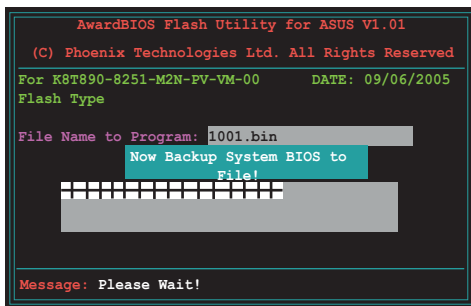 AwardBIOS Flash Utility for ASUS V1.01
(C) Phoenix Technologies Ltd. All Rights Reserved
For K8T890-8251-M2N-PV-VM-00 DATE: 09/06/2005
Flash Type
File Name to Program: 1001.bin
Now Backup System BIOS to
File!
Message: Please Wait!